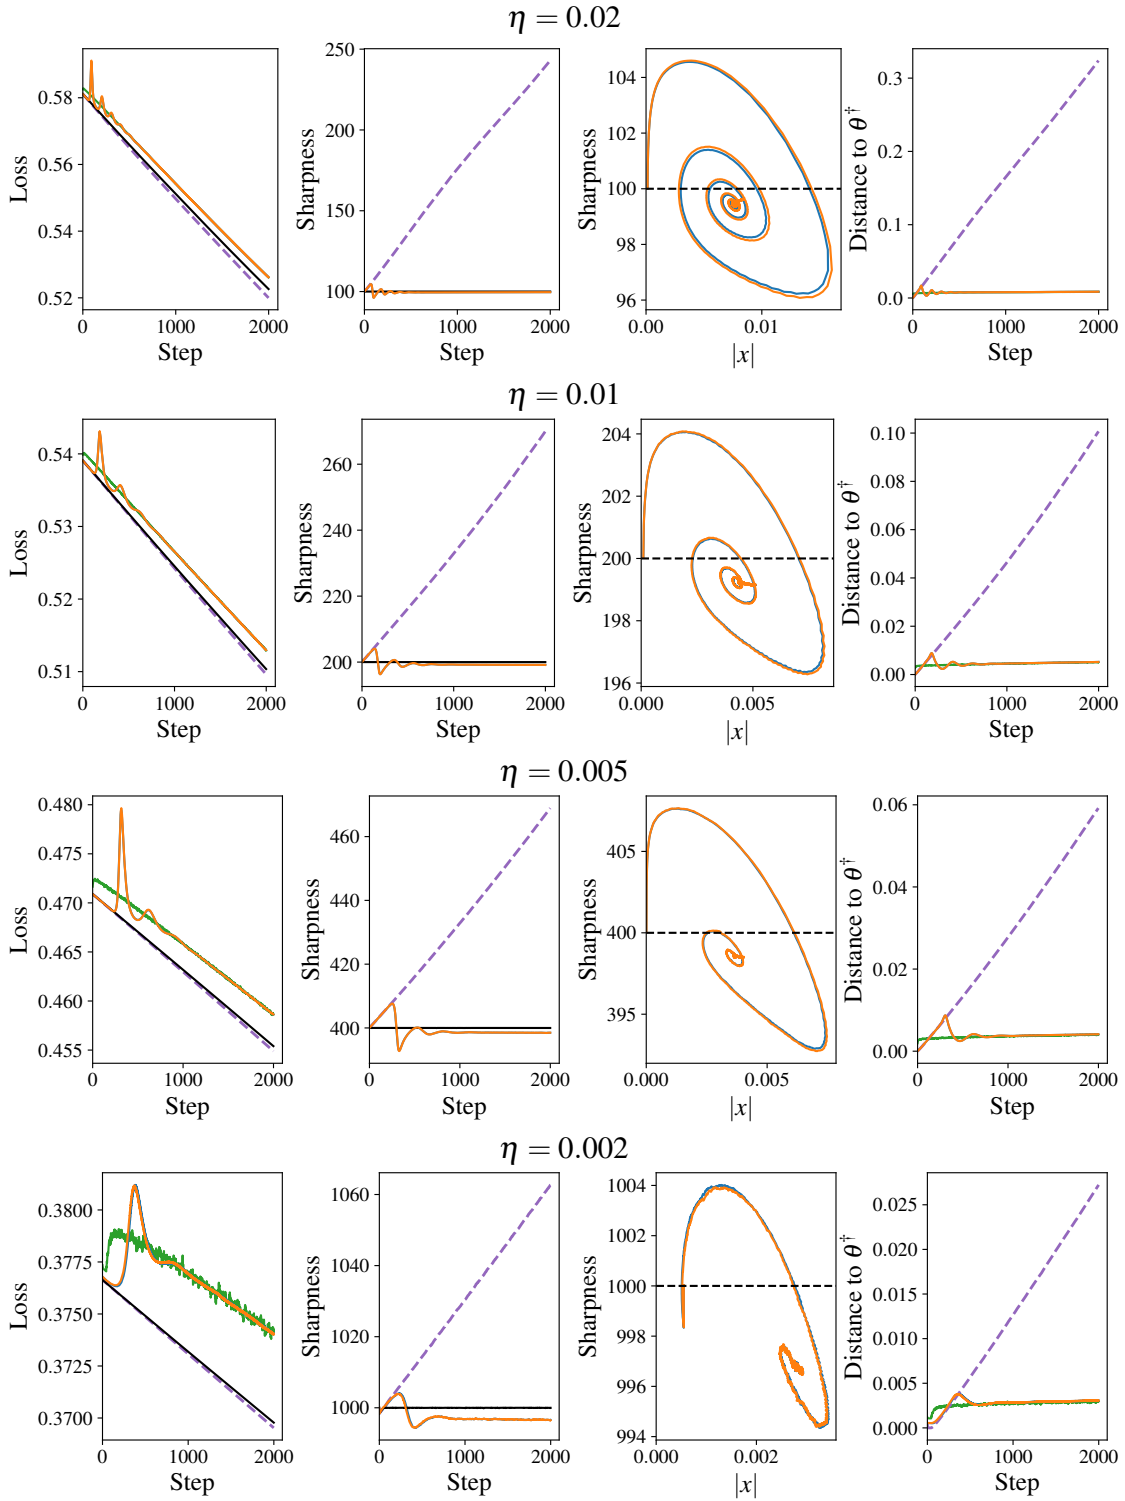 η = 0.02
Loss
0.58
0.56
0.54
0.52
0 1000 2000
Step
Sharpness
250
200
150
100
0 1000 2000
Step
Sharpness
104
102
100
98
96
0.00 0.01
|x|
Distance to θ†
0.3
0.2
0.1
0.0
0 1000 2000
Step
η = 0.01
Loss
0.54
0.53
0.52
0.51
0 1000 2000
Step
Sharpness
260
240
220
200
0 1000 2000
Step
Sharpness
204
202
200
198
196
0.000 0.005
|x|
Distance to θ†
0.10
0.08
0.06
0.04
0.02
0.00
0 1000 2000
Step
η = 0.005
Loss
0.480
0.475
0.470
0.465
0.460
0.455
0 1000 2000
Step
Sharpness
460
440
420
400
0 1000 2000
Step
Sharpness
405
400
395
0.000 0.005
|x|
Distance to θ†
0.06
0.04
0.02
0.00
0 1000 2000
Step
η = 0.002
Loss
0.3800
0.3775
0.3750
0.3725
0.3700
0 1000 2000
Step
Sharpness
1060
1040
1020
1000
0 1000 2000
Step
Sharpness
1004
1002
1000
998
996
994
0.000 0.002
|x|
Distance to θ†
0.025
0.020
0.015
0.010
0.005
0.000
0 1000 2000
Step